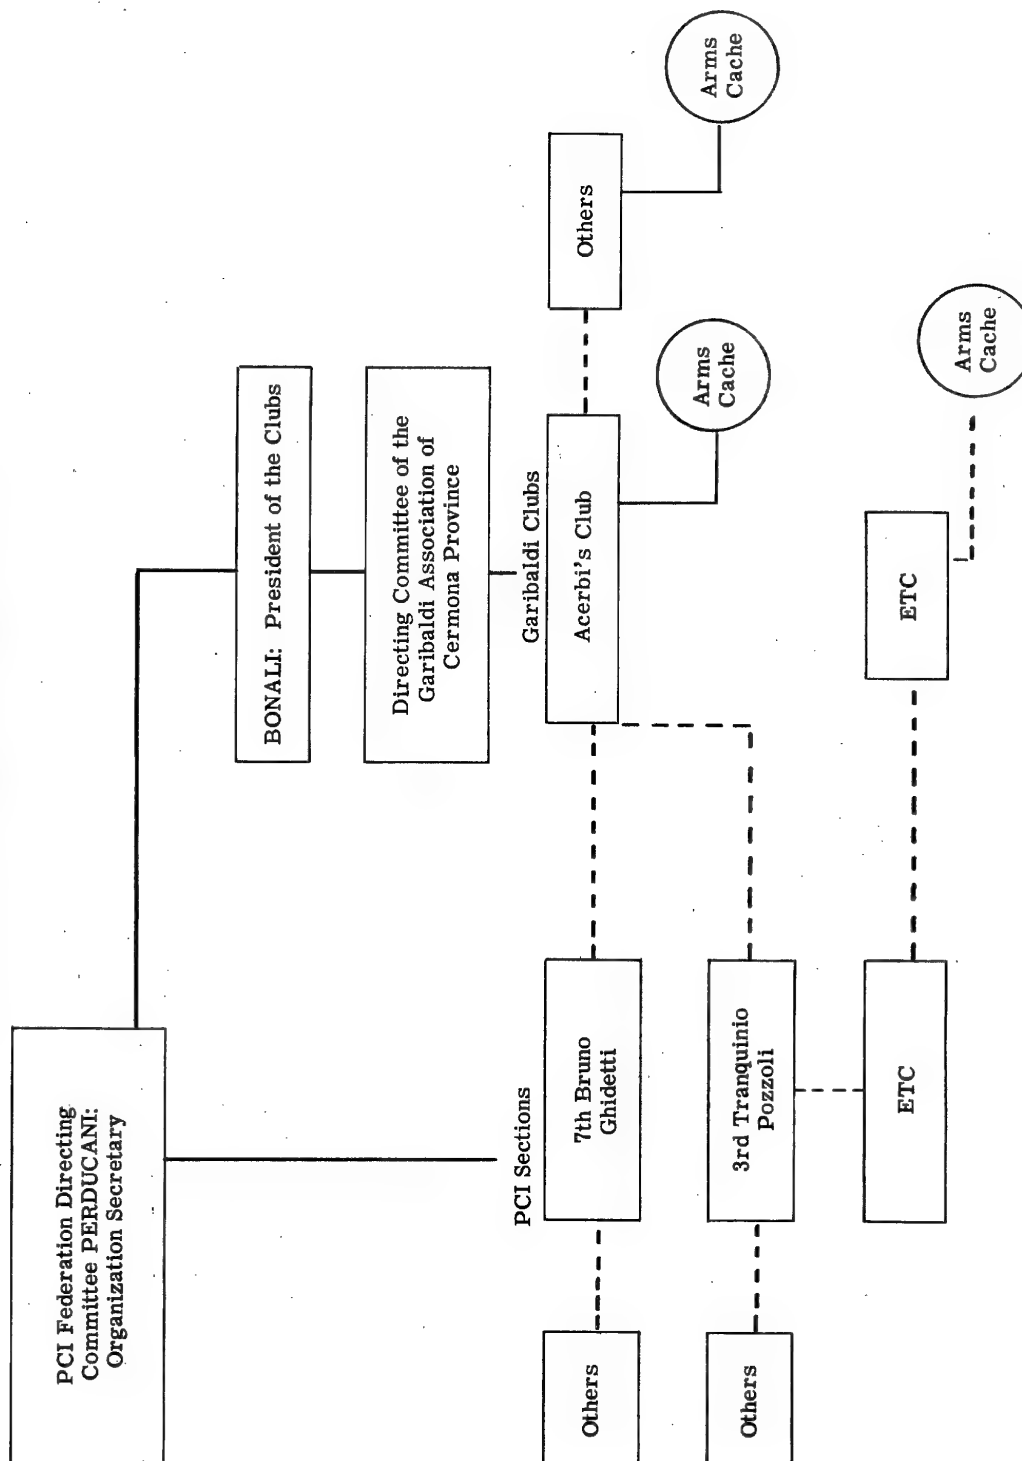 PCI Federation Directing
Committee PERDUCANI:
Organization Secretary
BONALI: President of the Clubs
Directing Committee of the
Garibaldi Association of
Cermona Province
PCI Sections
Garibaldi Clubs
Others
7th Bruno
Ghidetti
Acerbi's Club
Others
Arms
Cache
Arms
Cache
Others
3rd Tranquinio
Pozzoli
ETC
ETC
Arms
Cache